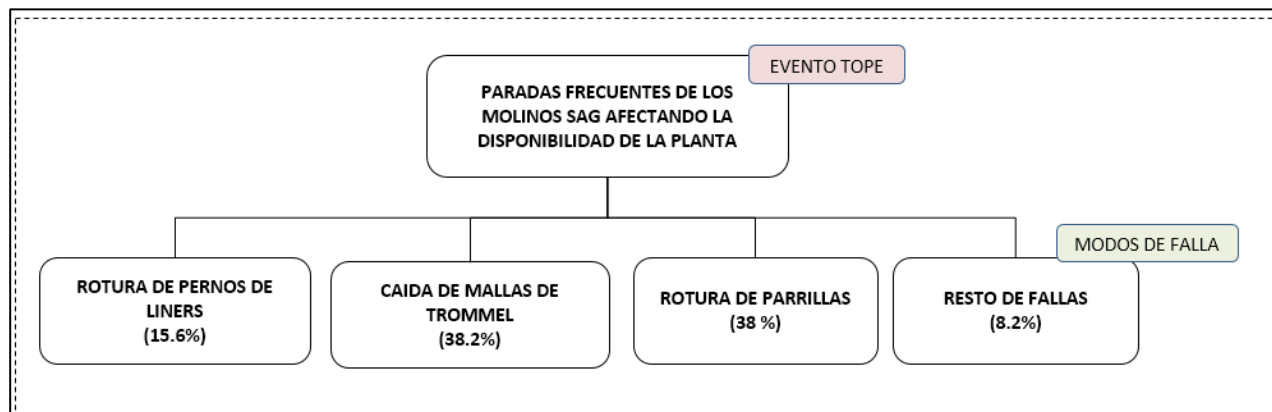 EVENTO TOPE
PARADAS FRECUENTES DE LOS
MOLINOS SAG AFECTANDO LA
DISPONIBILIDAD DE LA PLANTA
MODOS DE FALLA
ROTURA DE PERNOS DE
LINERS
(15.6%)
CAIDA DE MALLAS DE
TROMMEL
(38.2%)
ROTURA DE PARRILLAS
(38 %)
RESTO DE FALLAS
(8.2%)